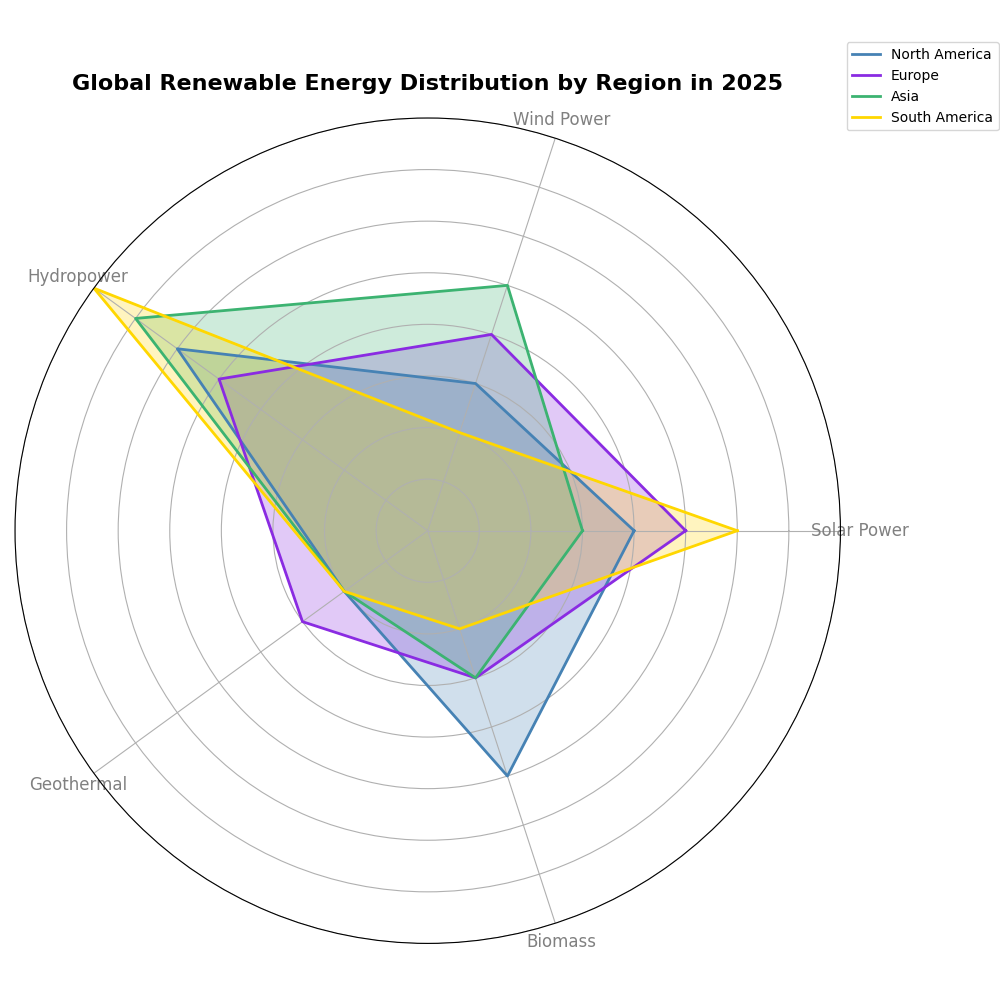 Global Renewable Energy Distribution by Region in 2025
North America
Europe
Asia
South America
Wind Power
Hydropower
Solar Power
Geothermal
Biomass